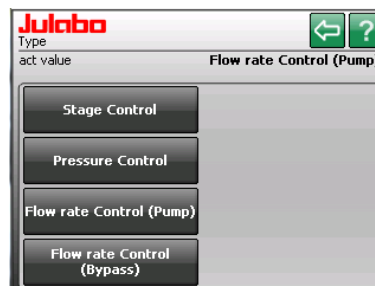 Julabo
Type
act value Flow rate Control (Pump)
Stage Control
Pressure Control
Flow rate Control (Pump)
Flow rate Control
(Bypass)
?